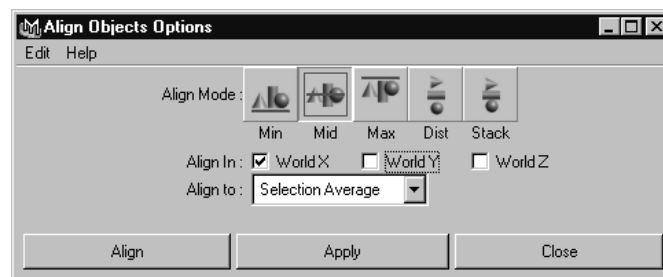 Align Objects Options
Edit Help
Align Mode :
Min Mid Max Dist Stack
Align In : World X World Y World Z
Align to : Selection Average
Align Apply Close